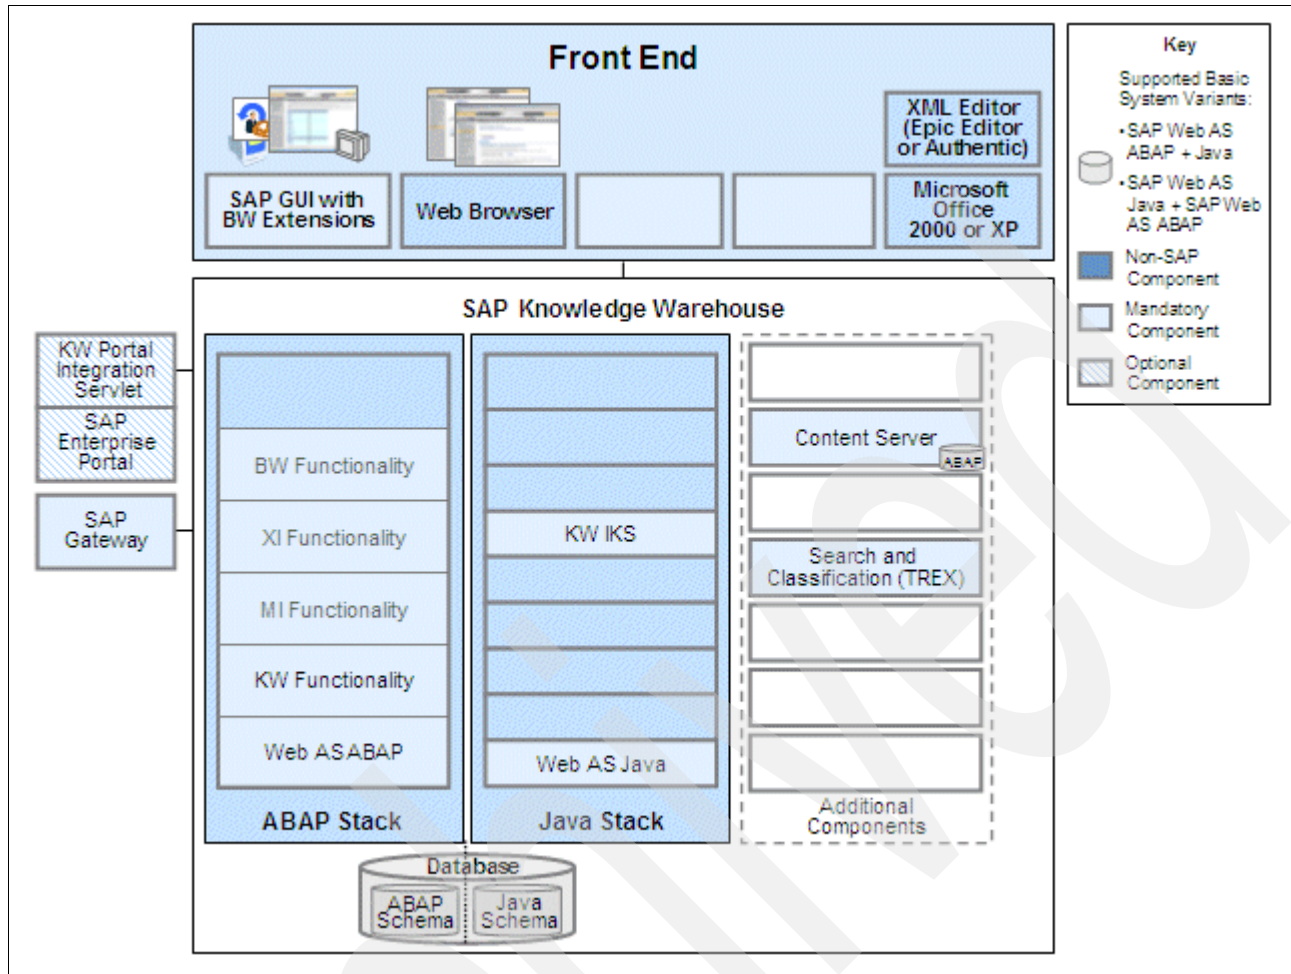 Front End
XML Editor
(Epic Editor
or Authentic)
SAP GUI with
BW Extensions
Web Browser
Microsoft
Office
2000 or XP
Key
Supported Basic
System Variants:
•SAP Web AS
ABAP + Java
•SAP Web AS
Java + SAP Web
AS ABAP
Non-SAP
Component
Mandatory
Component
Optional
Component
SAP Knowledge Warehouse
KW Portal
Integration
Servlet
SAP
Enterprise
Portal
SAP
Gateway
BW Functionality
XI Functionality
MI Functionality
KW Functionality
Web AS ABAP
ABAP Stack
KW IKS
Web AS Java
Java Stack
Content Server
ABAP
Search and
Classification (TREX)
Additional
Components
Database
ABAP
Schema
Java
Schema